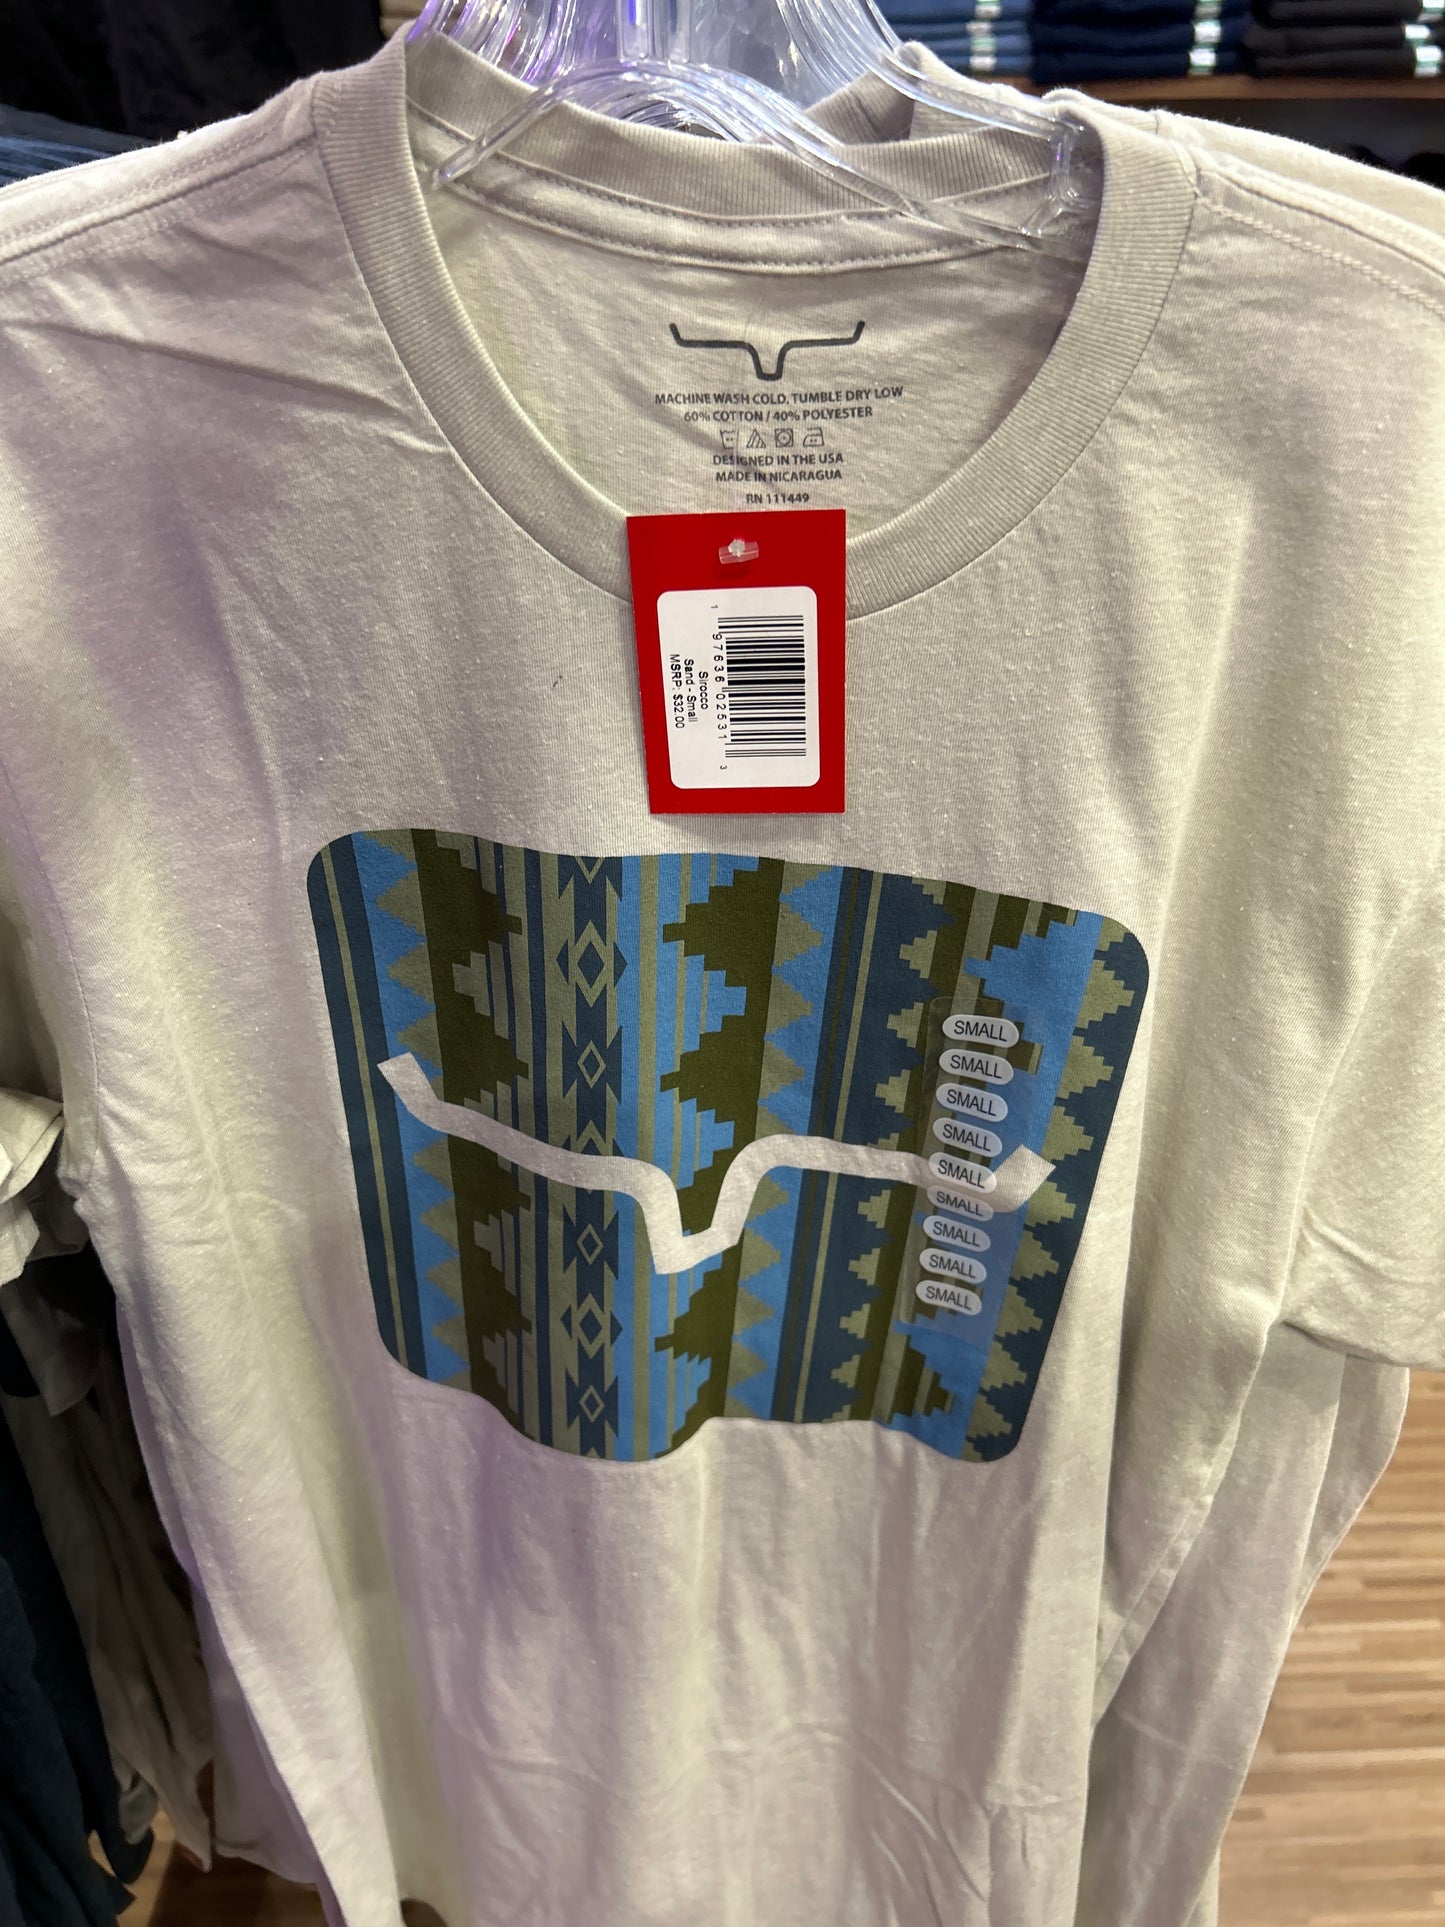 MACHINE WASH COLD, TUMBLE DRY LOW
60% COTTON / 40% POLYESTER
DESIGNED IN THE USA
MADE IN NICARAGUA
RN 111449
1 97636 02531 3
Sirocco
Sand - Small
MSRP: $32.00
SMALL
SMALL
SMALL
SMALL
SMALL
SMALL
SMALL
SMALL
SMALL